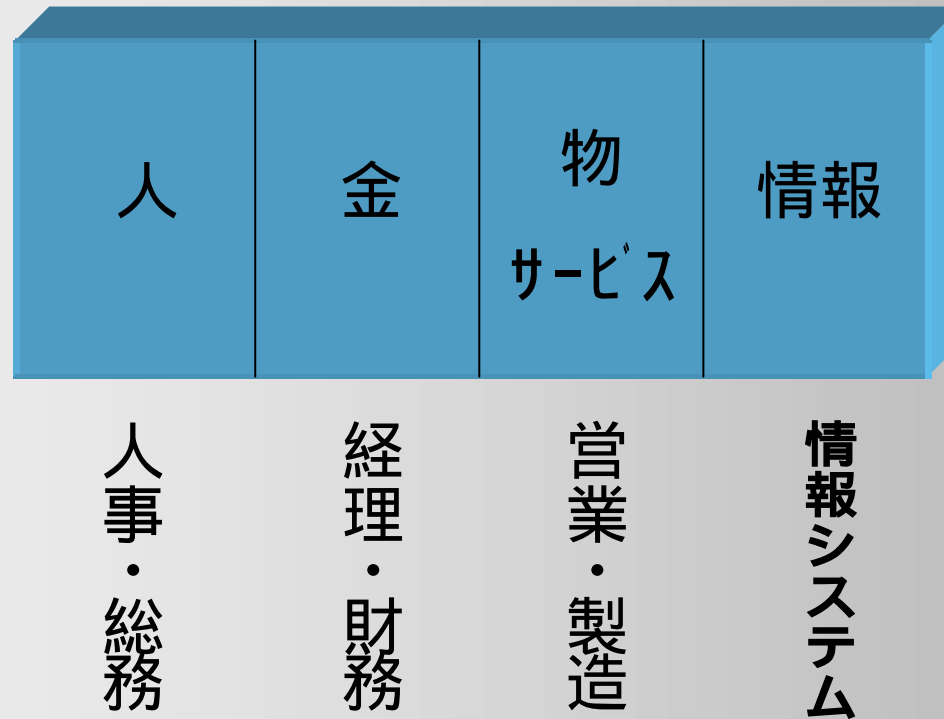 人
金
物
ｻｰﾋﾞｽ
情報
人事・総務
経理・財務
営業・製造
情報システム